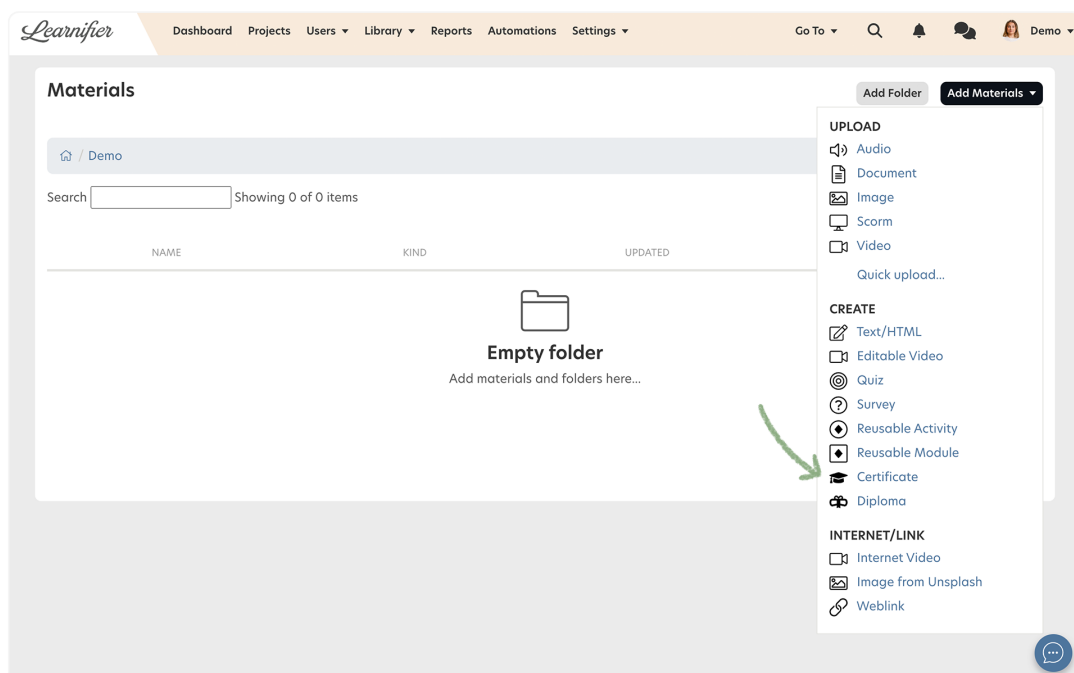 Learnifier
Dashboard Projects Users Library Reports Automations Settings Go To Demo
Materials
Add Folder Add Materials
/ Demo
Search Showing 0 of 0 items
NAME KIND UPDATED
Empty folder
Add materials and folders here...
UPLOAD
Audio
Document
Image
Scorm
Video
Quick upload...
CREATE
Text/HTML
Editable Video
Quiz
Survey
Reusable Activity
Reusable Module
Certificate
Diploma
INTERNET/LINK
Internet Video
Image from Unsplash
Weblink